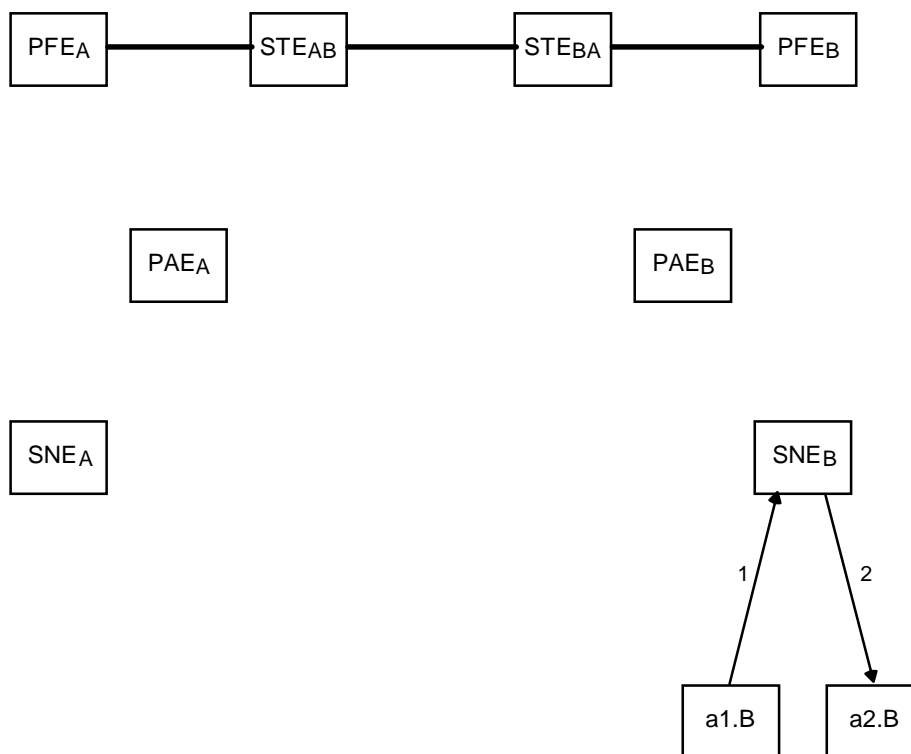 PFEA STEAB STEBA PFEB
PAEA PAEB
SNEA SNEB
1 2
a1.B a2.B